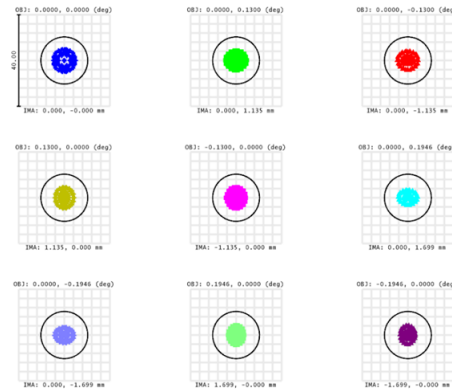 OBJ: 0.0000, 0.0000 (deg)
OBJ: 0.0000, 0.1300 (deg)
OBJ: 0.0000, -0.1300 (deg)
40.00
IMA: 0.000, -0.000 mm
IMA: 0.000, 1.135 mm
IMA: 0.000, -1.135 mm
OBJ: 0.1300, 0.0000 (deg)
OBJ: -0.1300, 0.0000 (deg)
OBJ: 0.0000, 0.1946 (deg)
IMA: 1.135, 0.000 mm
IMA: -1.135, 0.000 mm
IMA: 0.000, 1.699 mm
OBJ: 0.0000, -0.1946 (deg)
OBJ: 0.1946, 0.0000 (deg)
OBJ: -0.1946, 0.0000 (deg)
IMA: 0.000, -1.699 mm
IMA: 1.699, -0.000 mm
IMA: -1.699, -0.000 mm